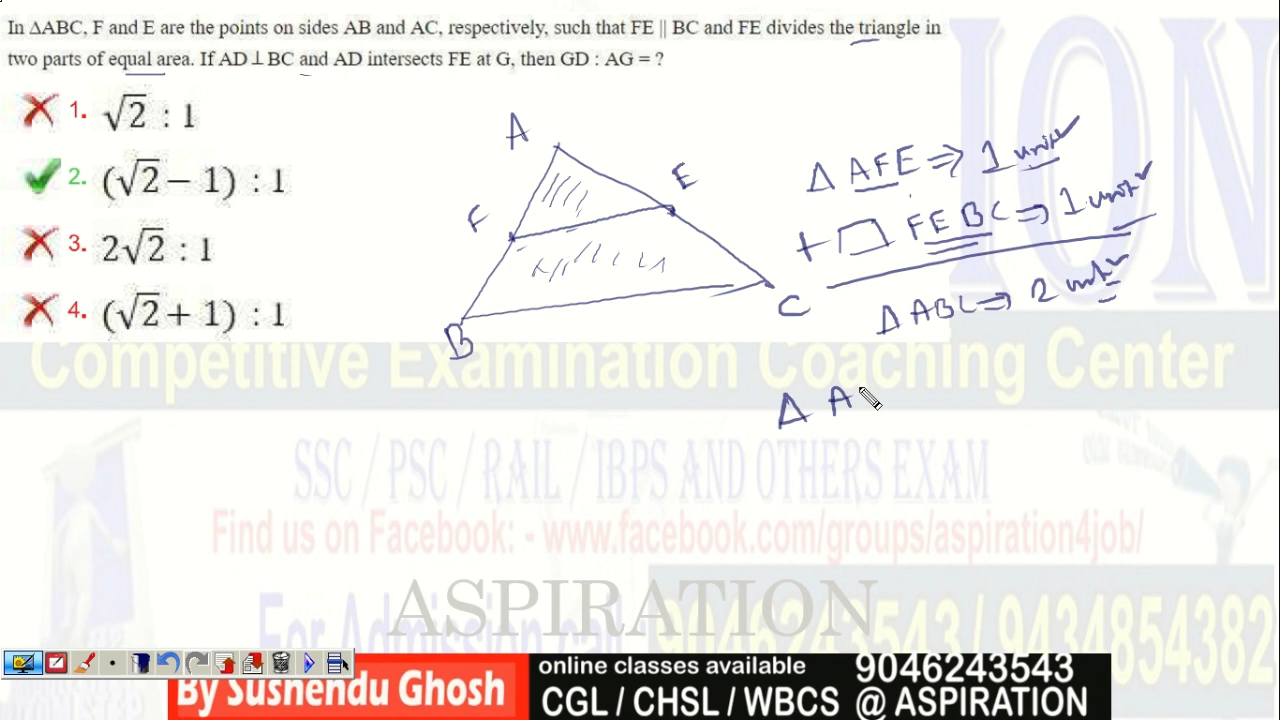 In ΔABC, F and E are the points on sides AB and AC, respectively, such that FE || BC and FE divides the triangle in
two parts of equal area. If AD⊥BC and AD intersects FE at G, then GD : AG = ?
1. √2 : 1
2. (√2 − 1) : 1
3. 2√2 : 1
4. (√2 + 1) : 1
A
E
F
B
C
Δ AFE ⇒ 1 unit
+ FEBC ⇒ 1 unit
Δ ABC ⇒ 2 unit
Δ A
ION
Competitive Examination Coaching Center
SSC / PSC / RAIL / IBPS AND OTHERS EXAM
Find us on Facebook: - www.facebook.com/groups/aspiration4job/
ASPIRATION
By Sushendu Ghosh
online classes available 9046243543
CGL / CHSL / WBCS @ ASPIRATION